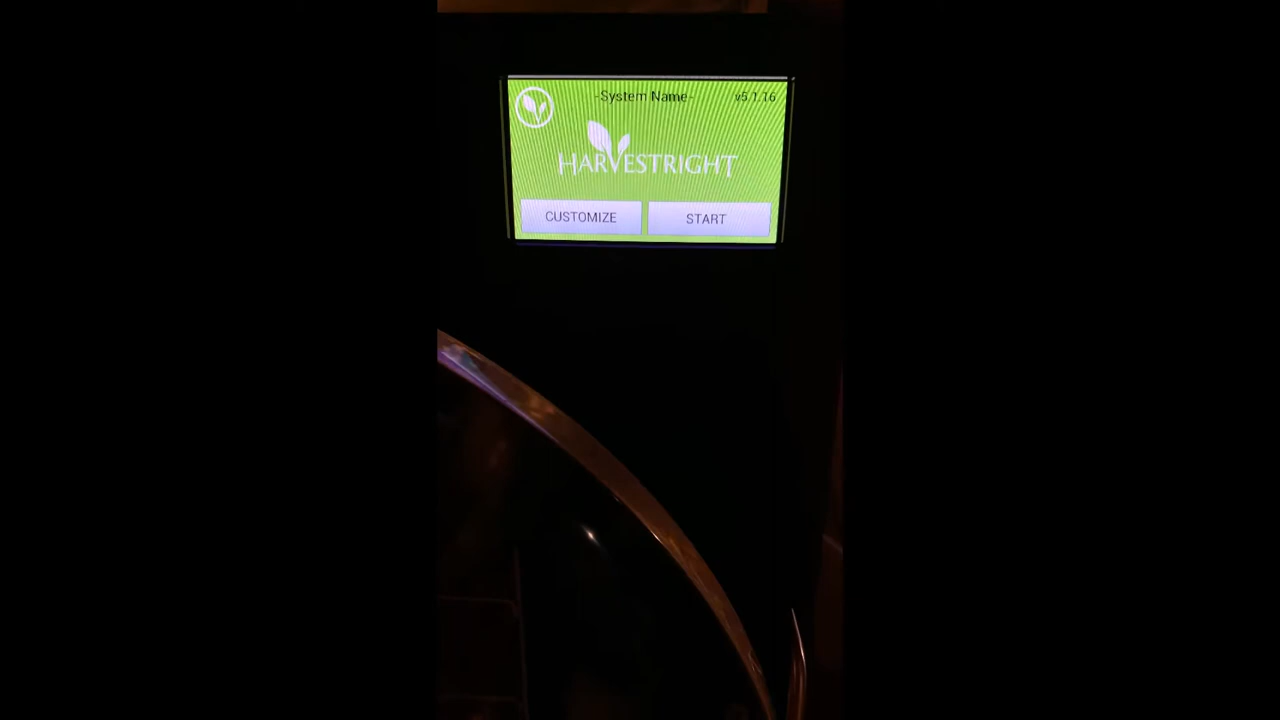 -System Name-
v5.1.16
HARVESTRIGHT
CUSTOMIZE
START